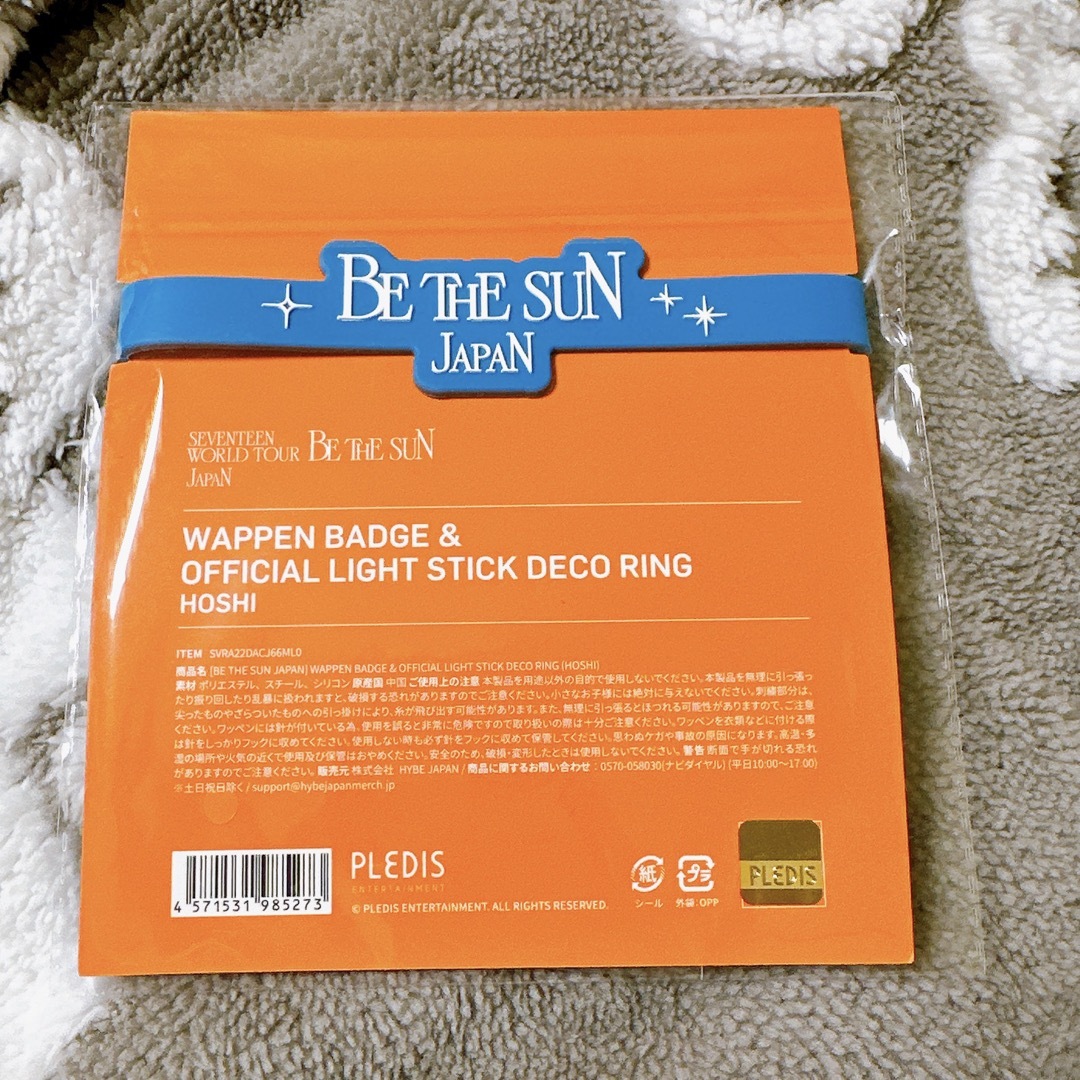 BE THE SUN
JAPAN
SEVENTEEN
WORLD TOUR BE THE SUN
JAPAN
WAPPEN BADGE &
OFFICIAL LIGHT STICK DECO RING
HOSHI
ITEM SVRA22DACJ66ML0
商品名 [BE THE SUN JAPAN] WAPPEN BADGE & OFFICIAL LIGHT STICK DECO RING (HOSHI)
素材 ポリエステル、スチール、シリコン 原産国 中国 ご使用上の注意 本製品を用途以外の目的で使用しないでください。本製品を無理に引っ張っ
たり振り回したり乱暴に扱われますと、破損する恐れがありますのでご注意ください。小さなお子様には絶対に与えないでください。刺繍部分は、
尖ったものやざらついたものへの引っ掛けにより、糸が飛び出す可能性があります。また、無理に引っ張るとほつれる可能性がありますので、ご注意
ください。ワッペンには針が付いている為、使用を誤ると非常に危険ですので取り扱いの際は十分ご注意ください。ワッペンを衣類などに付ける際
は針をしっかりフックに収めてください。使用しない時も必ず針をフックに収めて保管してください。思わぬケガや事故の原因になります。高温・多
湿の場所や火気の近くで使用及び保管はおやめください。安全のため、破損・変形したときは使用しないでください。警告 断面で手が切れる恐れ
がありますのでご注意ください。販売元 株式会社 HYBE JAPAN / 商品に関するお問い合わせ：0570-058030(ナビダイヤル) (平日10:00〜17:00)
※土日祝日除く / support@hybejapanmerch.jp
4 571531 985273
PLEDIS
ENTERTAINMENT
© PLEDIS ENTERTAINMENT. ALL RIGHTS RESERVED.
紙
シール
プラ
外袋:OPP
PLEDIS